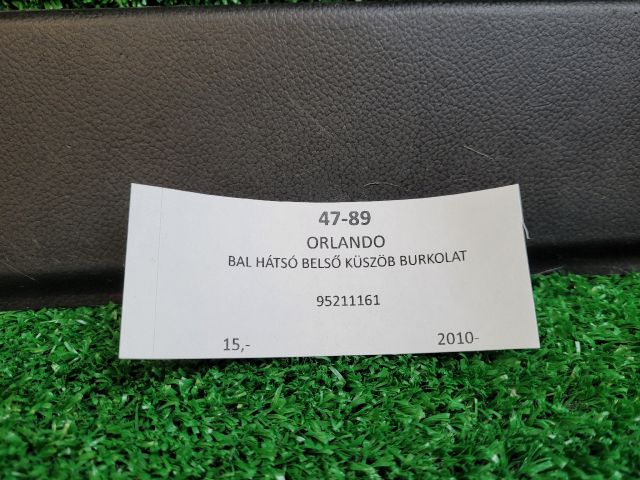 47-89
ORLANDO
BAL HÁTSÓ BELSŐ KÜSZÖB BURKOLAT
95211161
15,- 2010-